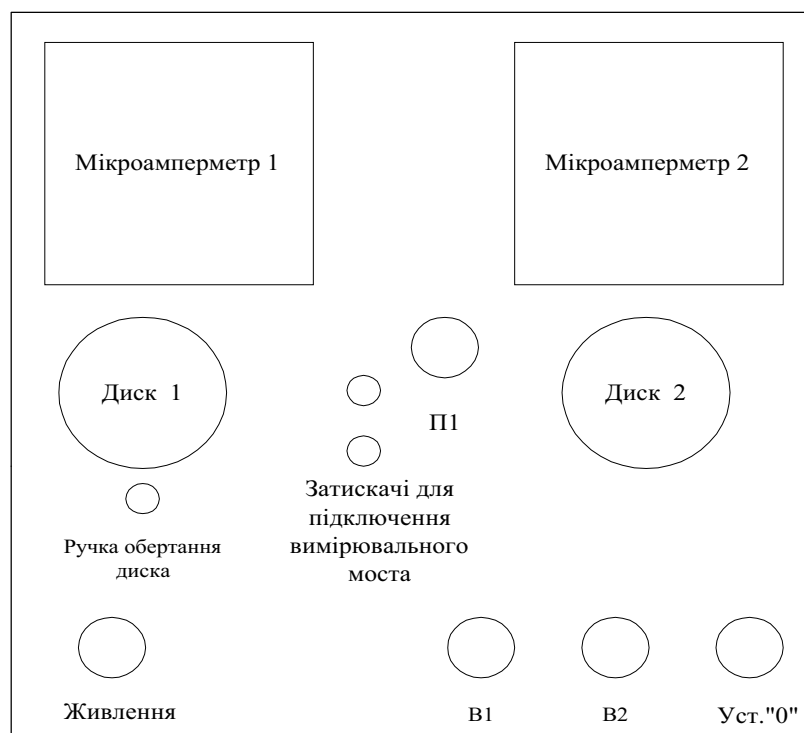 Мікроамперметр 1
Мікроамперметр 2
Диск 1
Диск 2
П1
Затискачі для
підключення
вимірювального
моста
Ручка обертання
диска
Живлення
В1
В2
Уст."0"